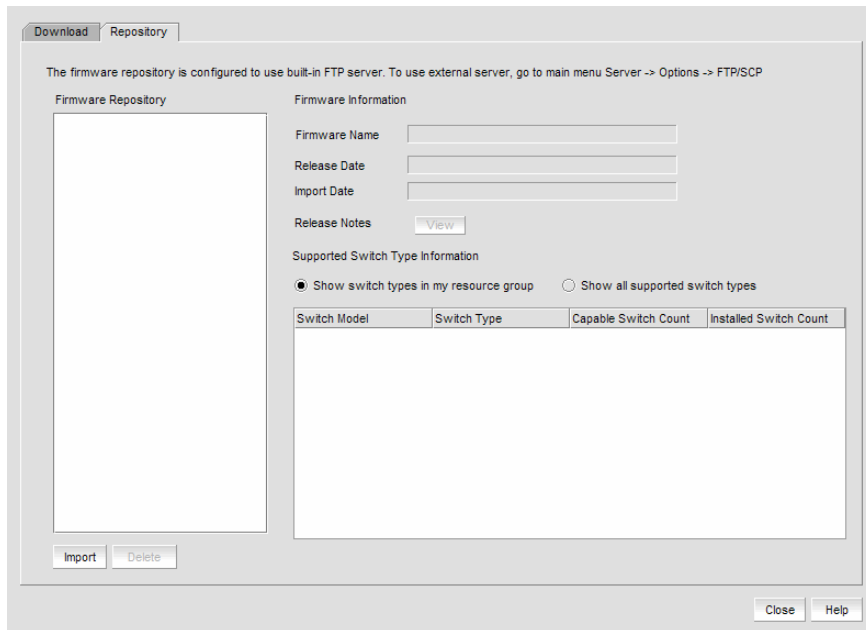 Download Repository
The firmware repository is configured to use built-in FTP server. To use external server, go to main menu Server -> Options -> FTP/SCP
Firmware Repository
Firmware Information
Firmware Name
Release Date
Import Date
Release Notes View
Supported Switch Type Information
Show switch types in my resource group Show all supported switch types
Switch Model Switch Type Capable Switch Count Installed Switch Count
Import Delete
Close Help